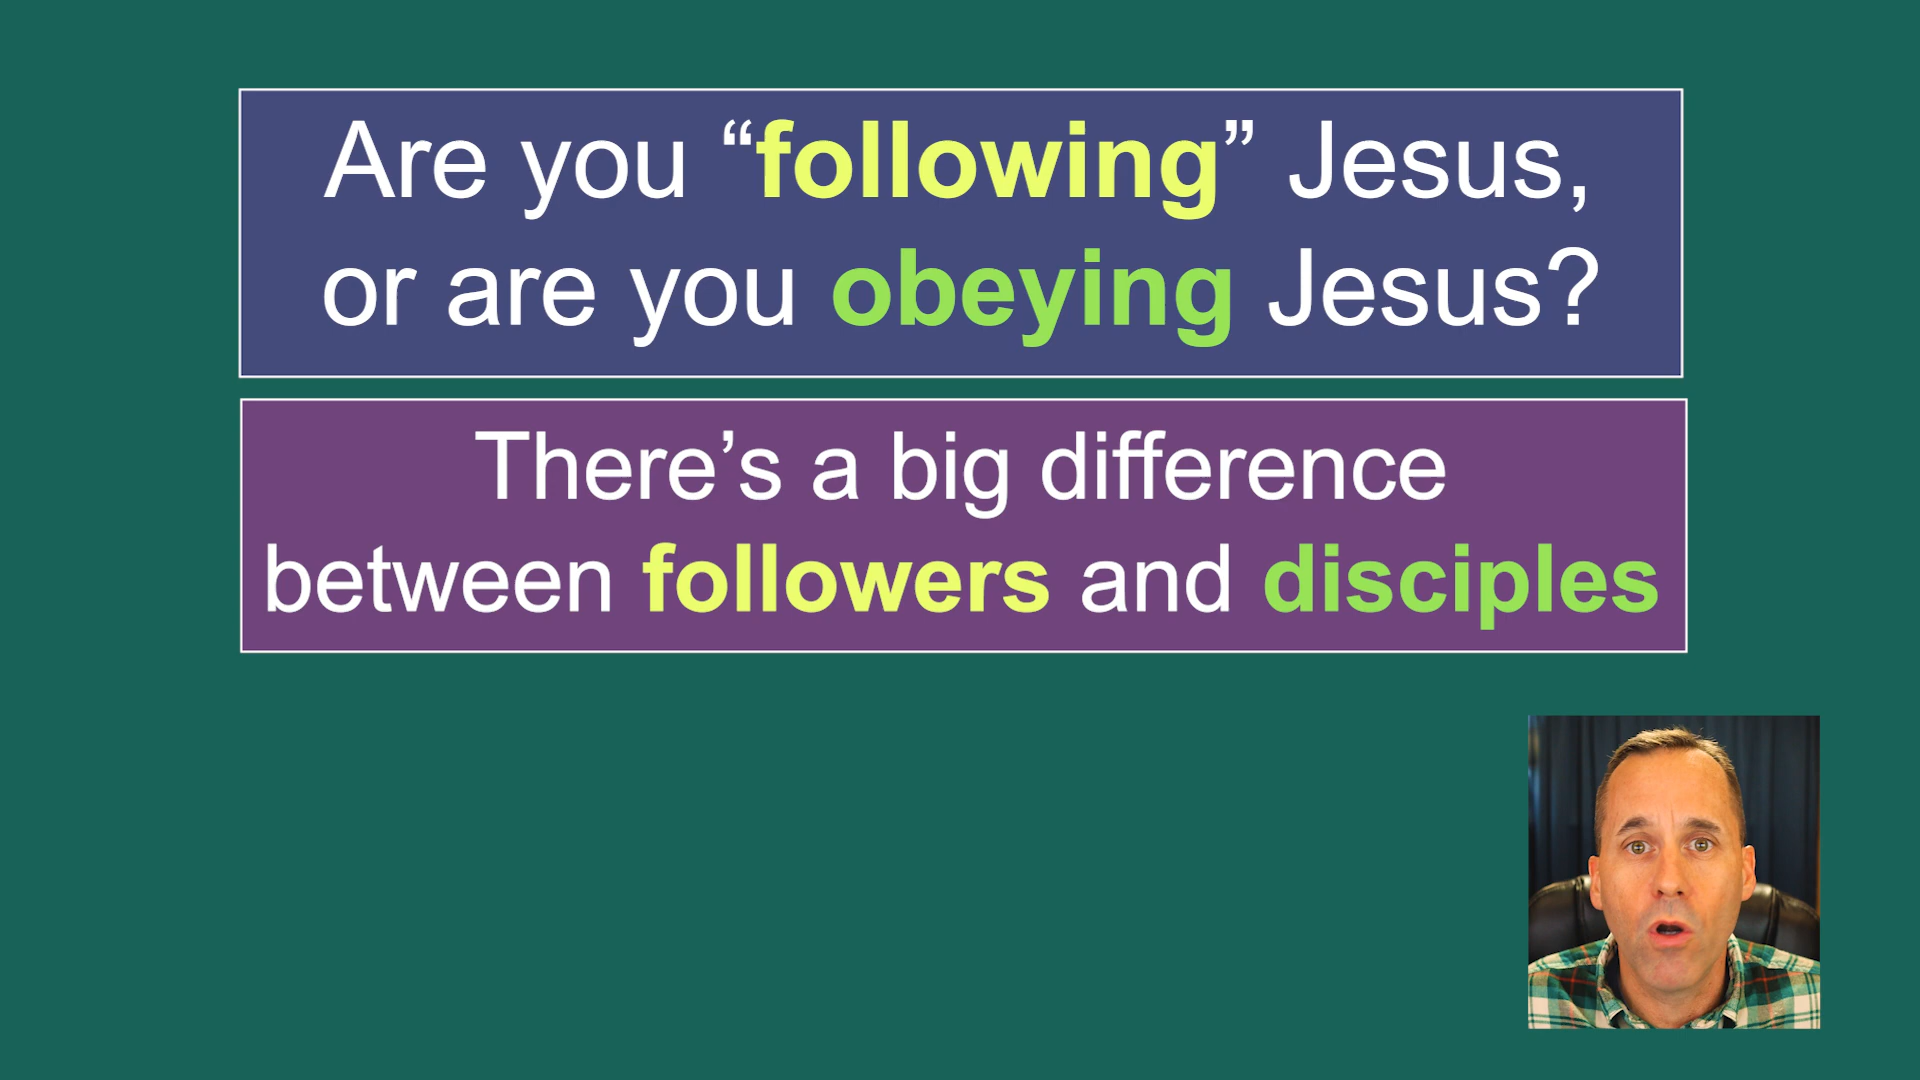 Are you “following” Jesus,
or are you obeying Jesus?
There’s a big difference
between followers and disciples